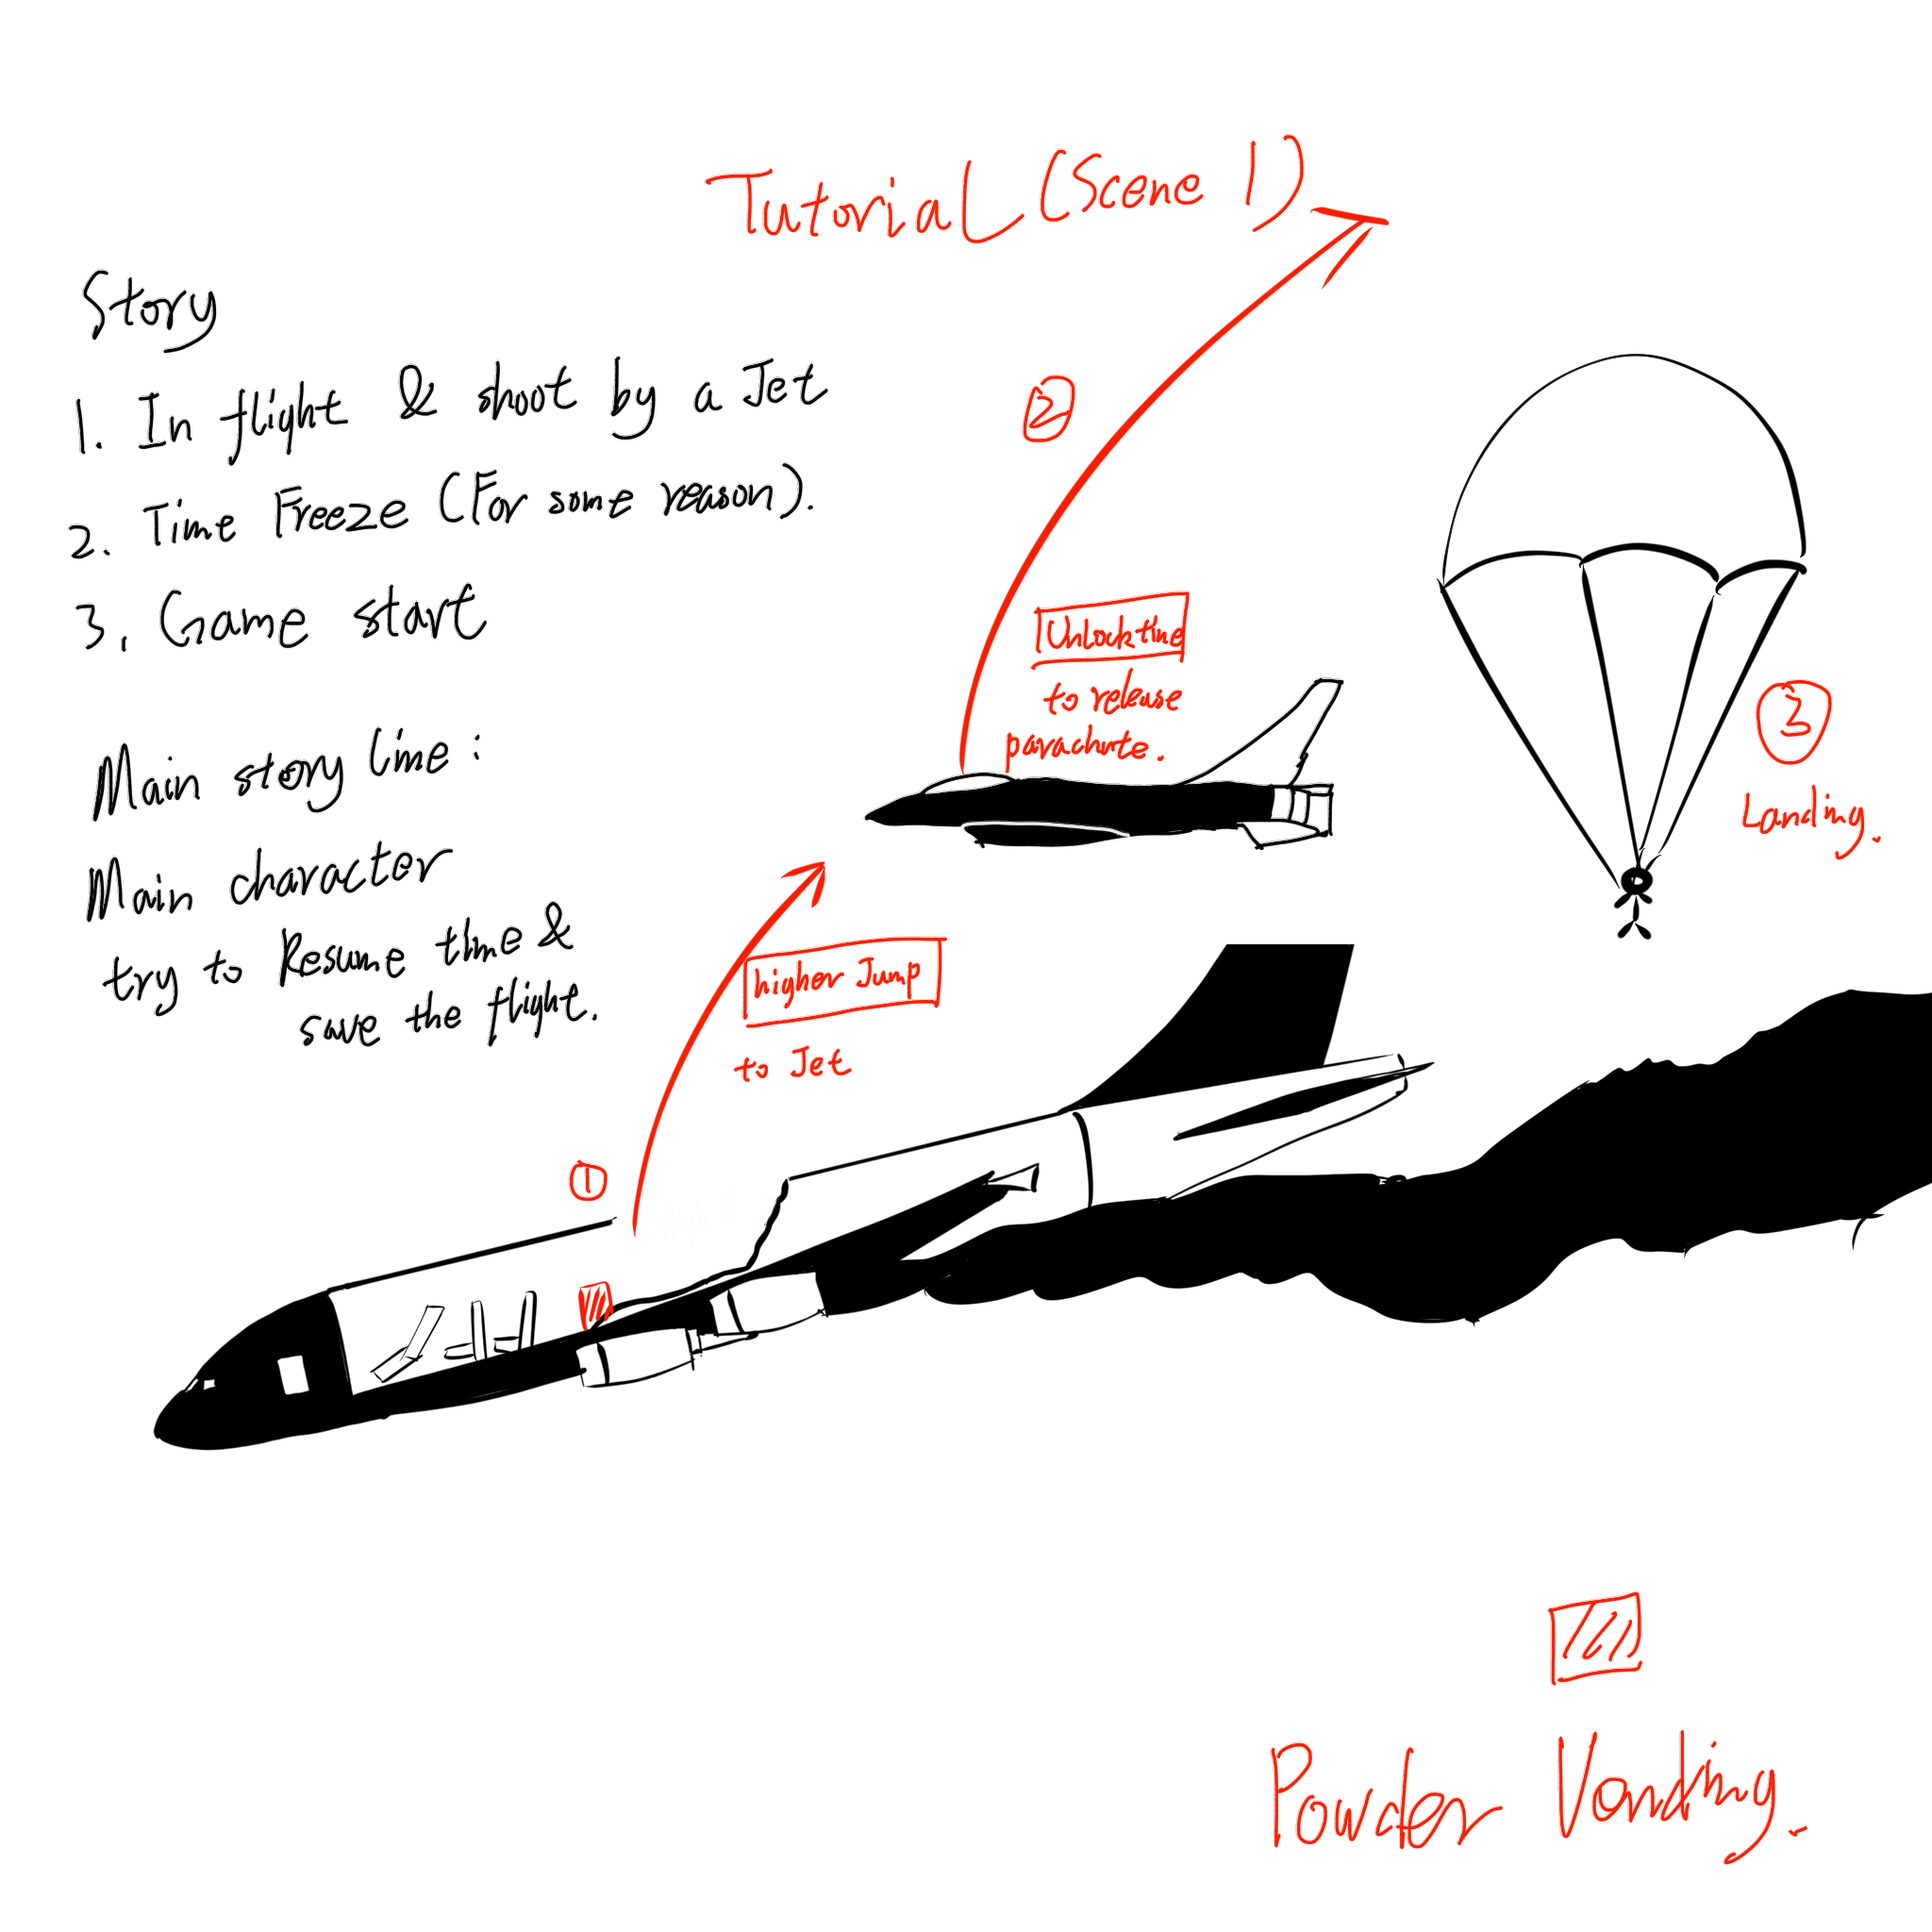 Tutorial (Scene 1)
Story
1. In flight & shoot by a Jet
2. Time Freeze (For some reason).
3. Game start
Main story line:
Main character
try to Resume time &
save the flight.
①
higher Jump
to Jet
②
Unlock time
to release
parachute.
③
Landing.
Powder Vending.